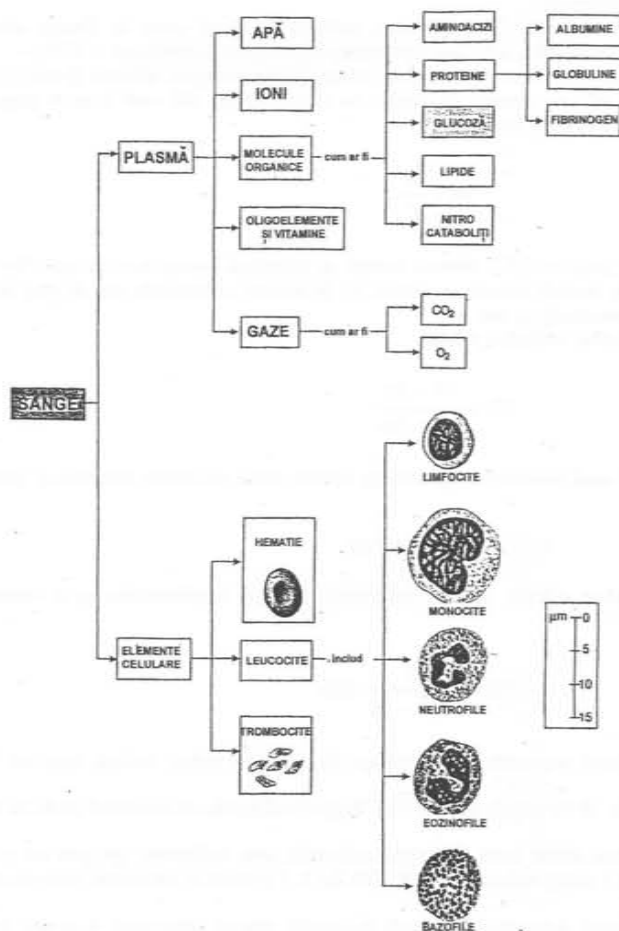 APĂ
IONI
MOLECULE
ORGANICE
cum ar fi
OLIGOELEMENTE
ȘI VITAMINE
GAZE
cum ar fi
PLASMĂ
AMINOACIZI
PROTEINE
GLUCOZĂ
LIPIDE
NITRO
CATABOLIȚI
ALBUMINE
GLOBULINE
FIBRINOGEN
CO₂
O₂
SÂNGE
ELEMENTE
CELULARE
HEMATIE
LEUCOCITE
includ
TROMBOCITE
LIMFOCITE
MONOCITE
NEUTROFILE
EOZINOFILE
BAZOFILE
µm
0
5
10
15